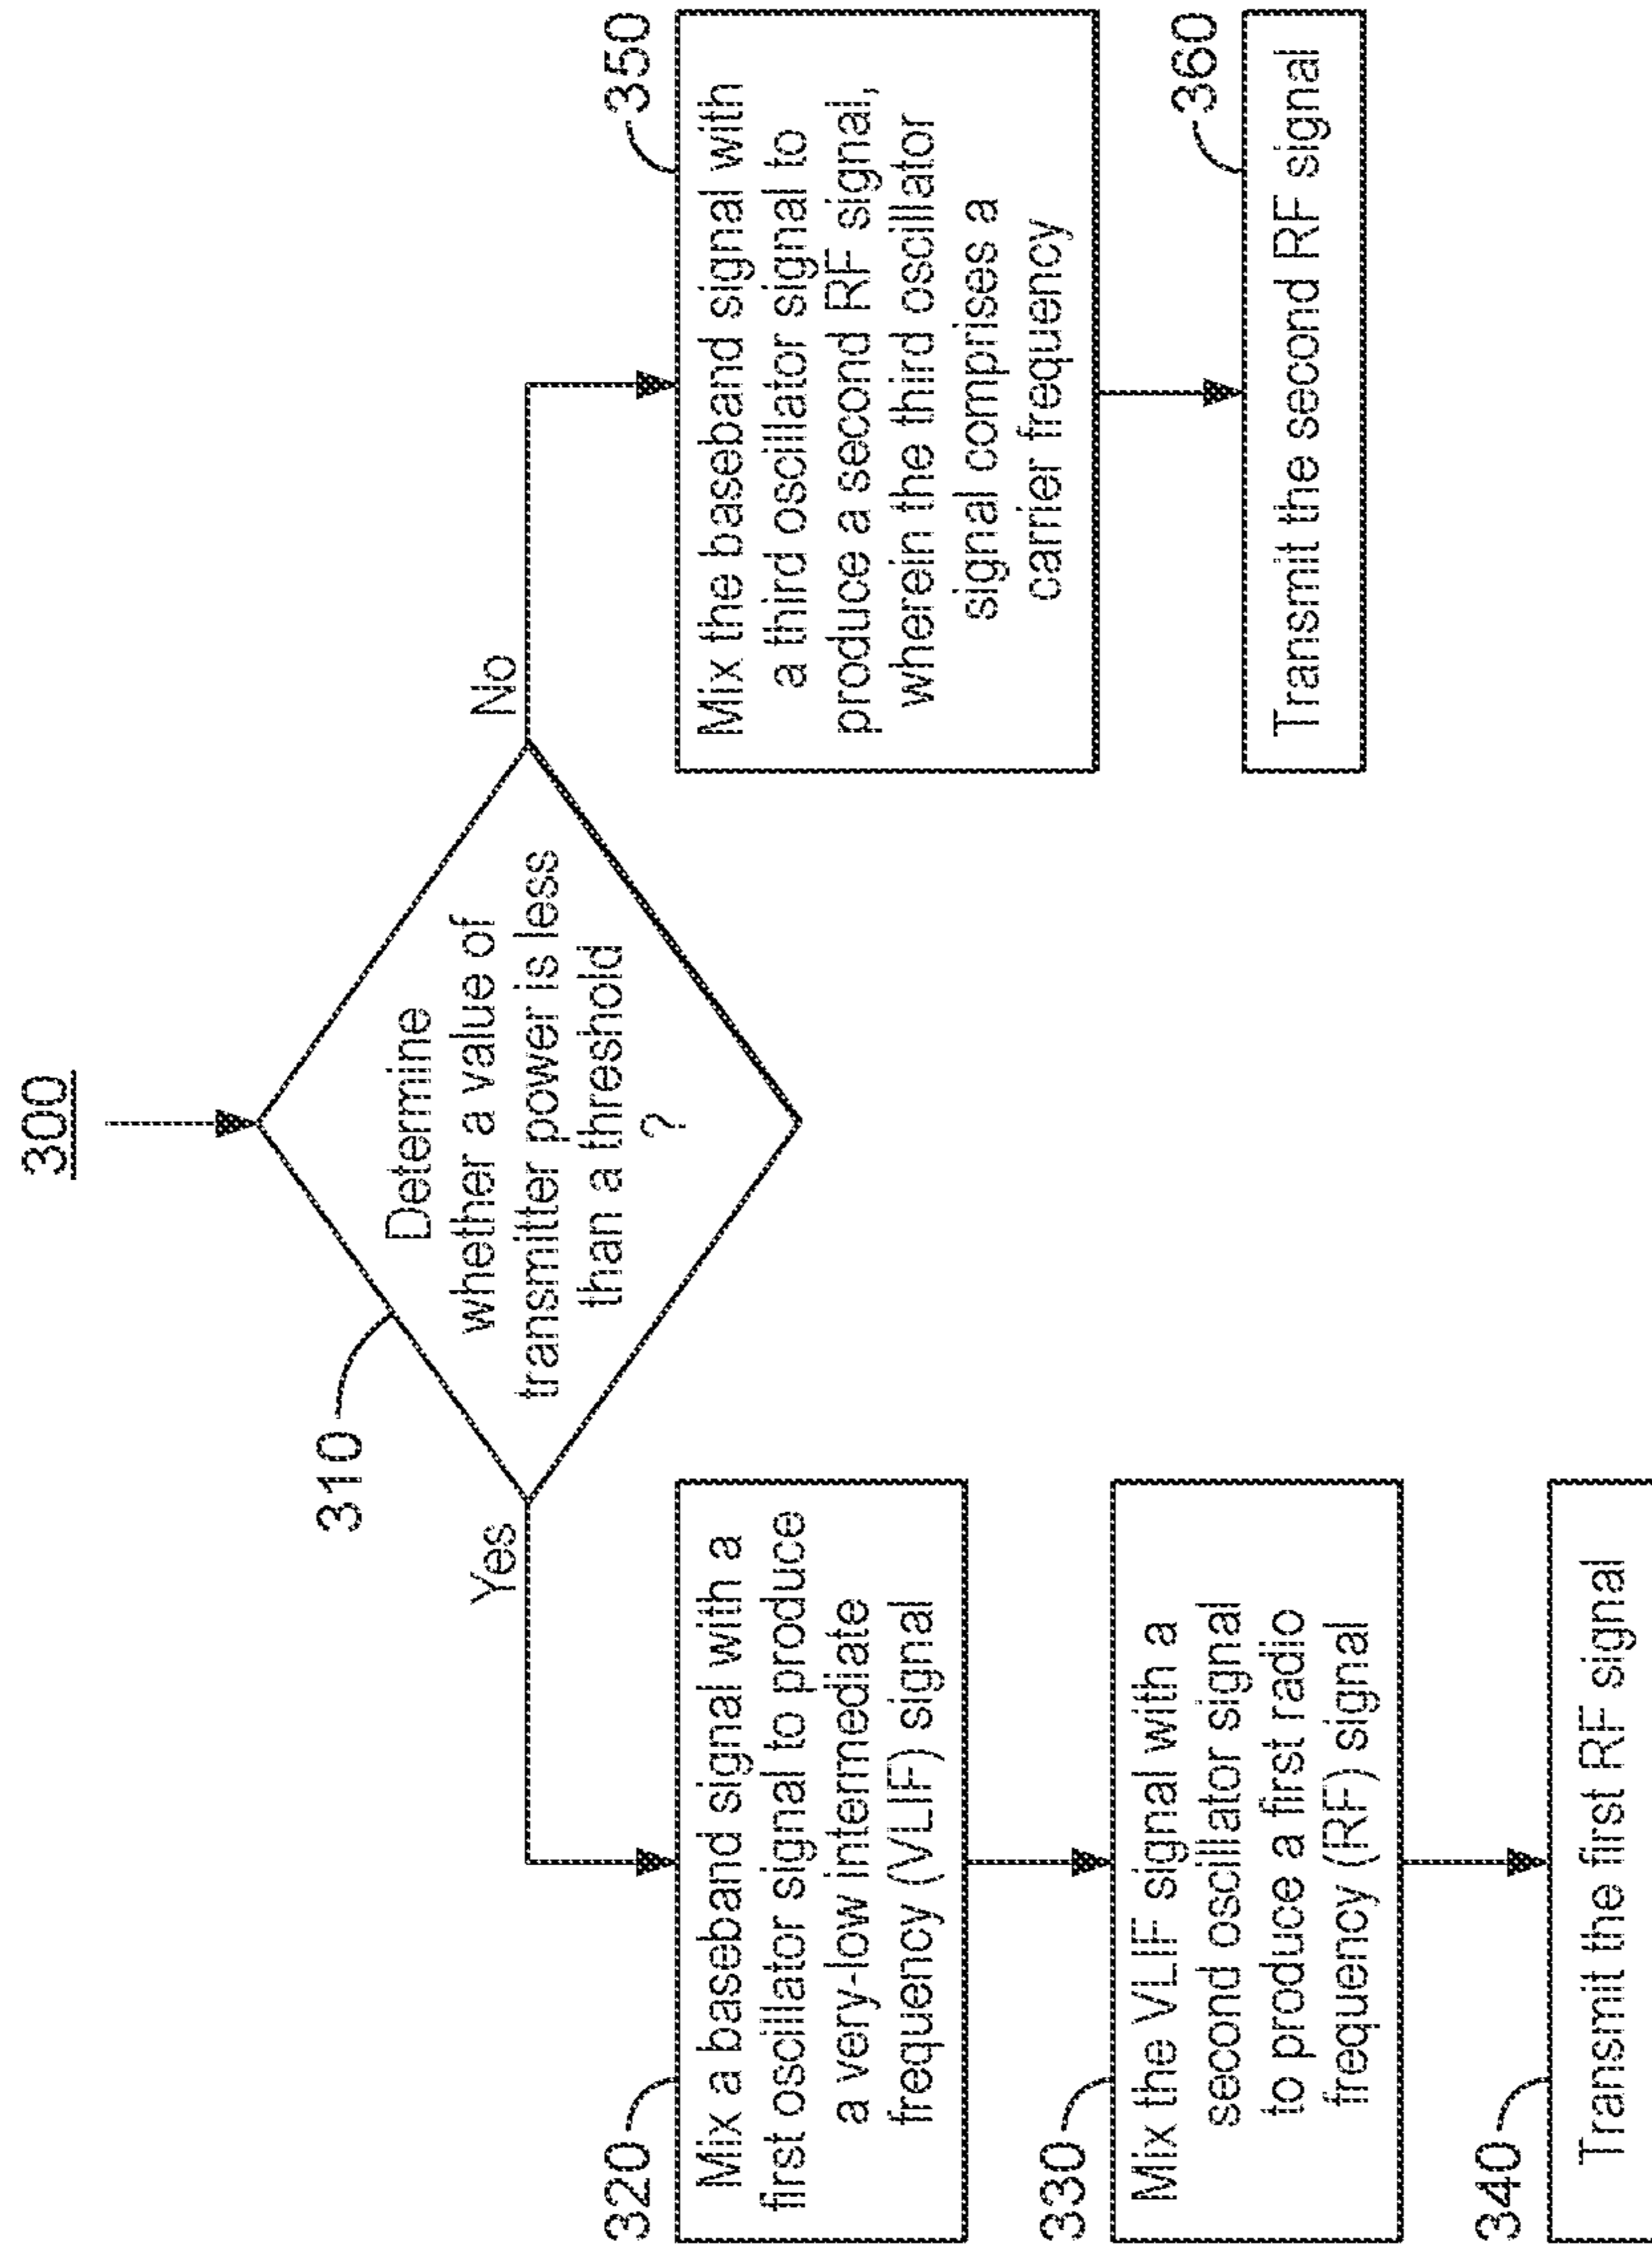 300
310
Determine
whether a value of
transmitter power is less
than a threshold
?
Yes
No
320
Mix a baseband signal with a
first oscillator signal to produce
a very-low intermediate
frequency (VLIF) signal
330
Mix the VLIF signal with a
second oscillator signal
to produce a first radio
frequency (RF) signal
340
Transmit the first RF signal
350
Mix the baseband signal with
a third oscillator signal to
produce a second RF signal,
wherein the third oscillator
signal comprises a
carrier frequency
360
Transmit the second RF signal